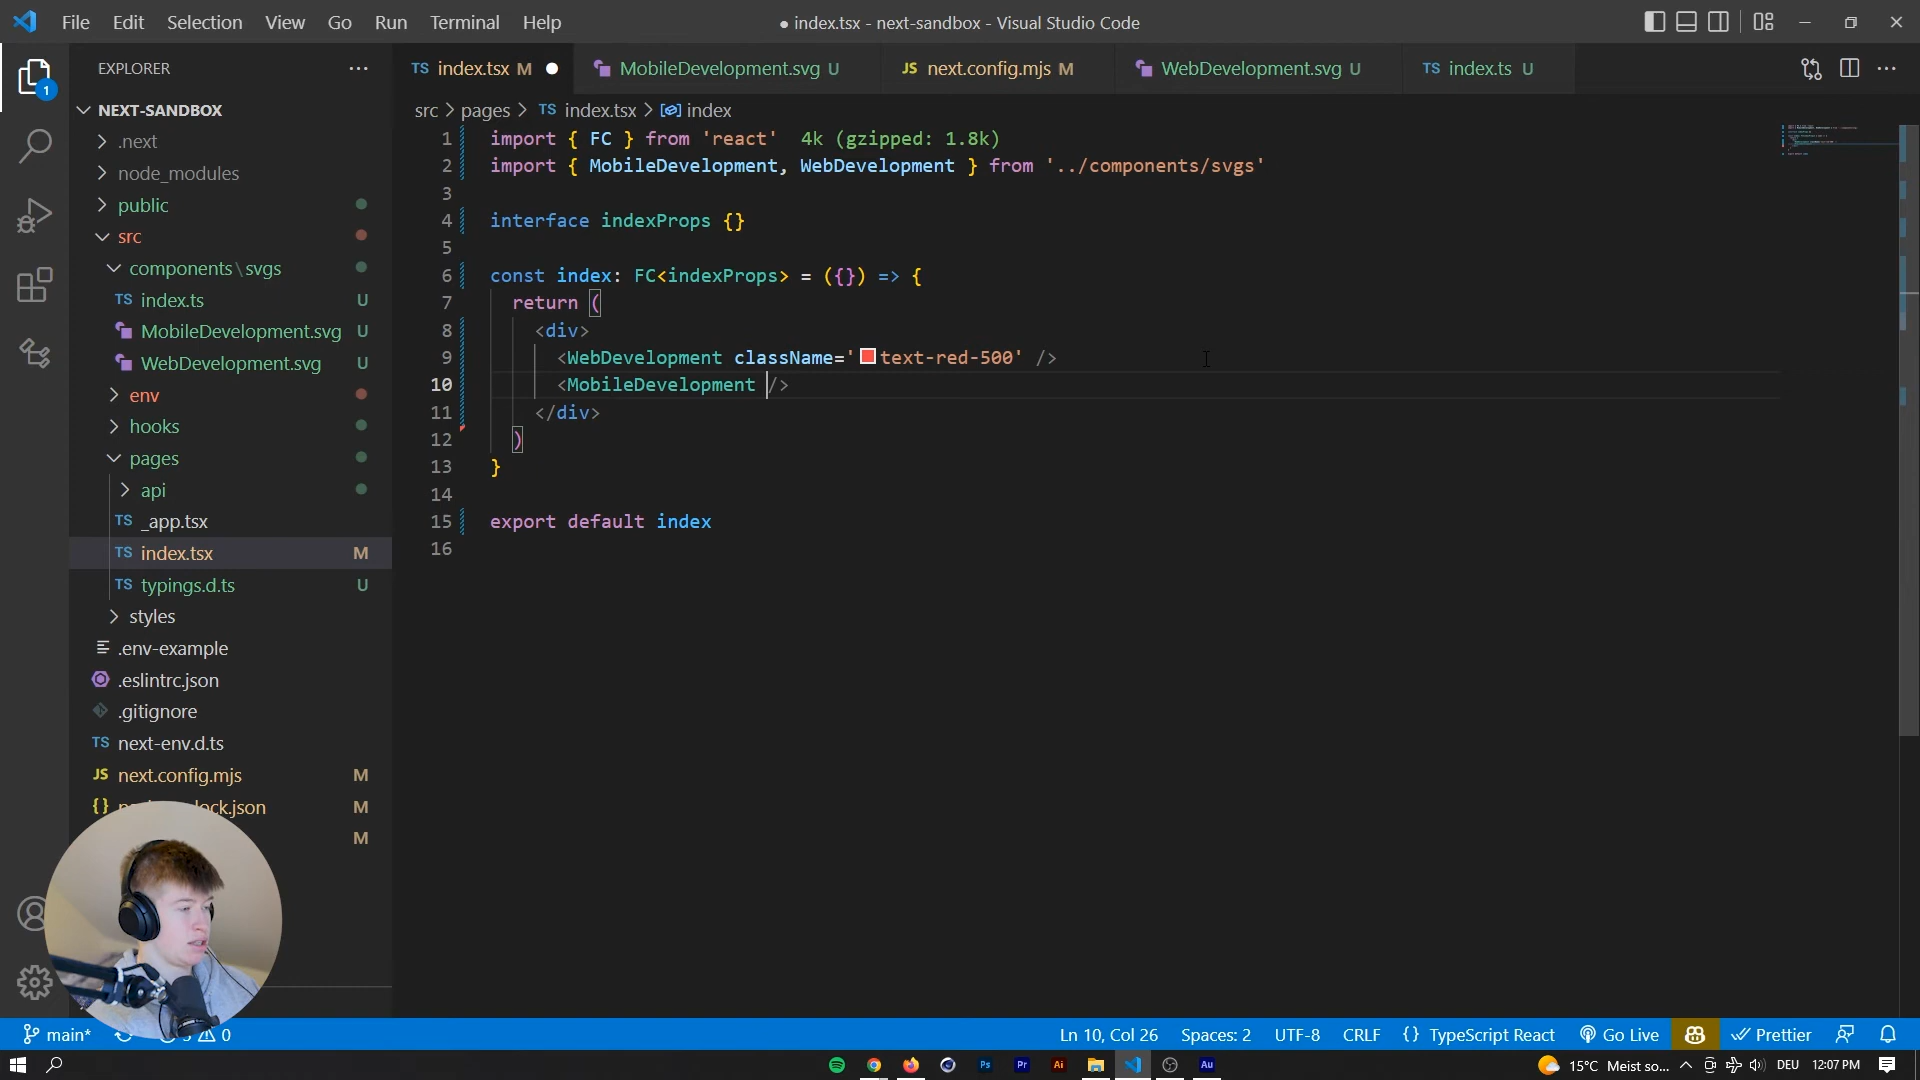 File Edit Selection View Go Run Terminal Help
● index.tsx - next-sandbox - Visual Studio Code
EXPLORER
TS index.tsx M
MobileDevelopment.svg U
JS next.config.mjs M
WebDevelopment.svg U
TS index.ts U
1
NEXT-SANDBOX
.next
node_modules
public
src
components\svgs
TS index.ts U
MobileDevelopment.svg U
WebDevelopment.svg U
env
hooks
pages
api
TS _app.tsx
TS index.tsx M
TS typings.d.ts U
styles
.env-example
.eslintrc.json
.gitignore
TS next-env.d.ts
JS next.config.mjs M
{} M
M
src > pages > TS index.tsx > index
1 import { FC } from 'react' 4k (gzipped: 1.8k)
2 import { MobileDevelopment, WebDevelopment } from '../components/svgs'
3
4 interface indexProps {}
5
6 const index: FC<indexProps> = ({}) => {
7 return (
8 <div>
9 <WebDevelopment className='text-red-500' />
10 <MobileDevelopment />
11 </div>
12 )
13 }
14
15 export default index
16
main* 0
Ln 10, Col 26 Spaces: 2 UTF-8 CRLF {} TypeScript React Go Live Prettier
Ps Pr Ai Au
15°C Meist so... DEU 12:07 PM